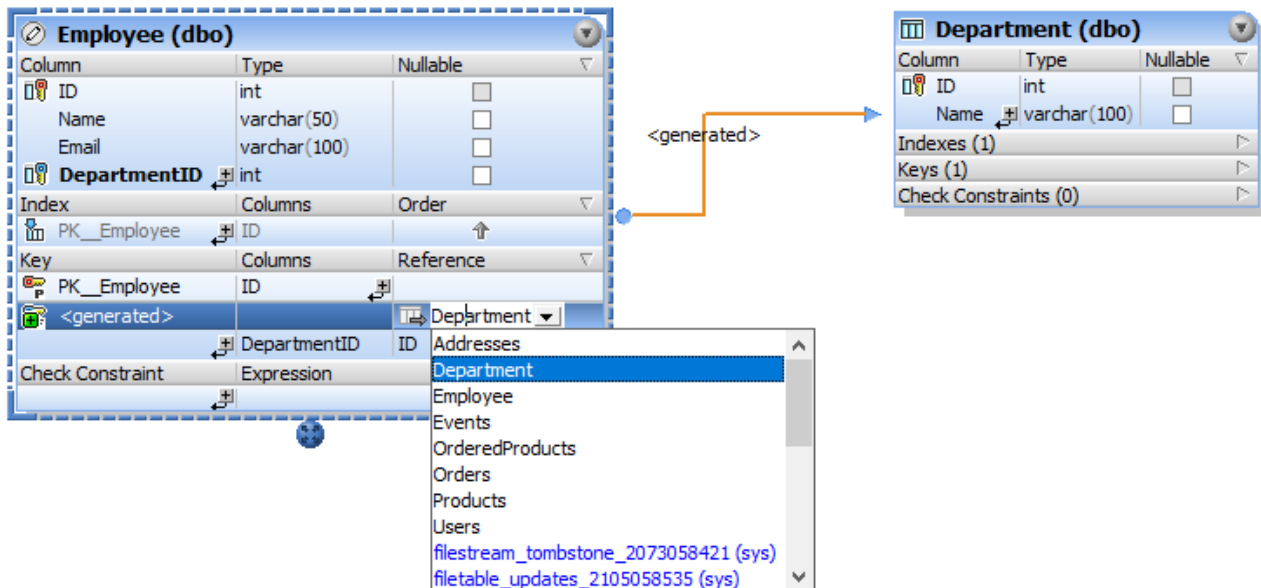 Employee (dbo)
Column Type Nullable
ID int
Name varchar(50)
Email varchar(100)
DepartmentID int
Index Columns Order
PK__Employee ID
Key Columns Reference
P PK__Employee ID
<generated> Department
DepartmentID ID
Check Constraint Expression
Addresses
Department
Employee
Events
OrderedProducts
Orders
Products
Users
filestream_tombstone_2073058421 (sys)
filetable_updates_2105058535 (sys)
<generated>
Department (dbo)
Column Type Nullable
ID int
Name varchar(100)
Indexes (1)
Keys (1)
Check Constraints (0)